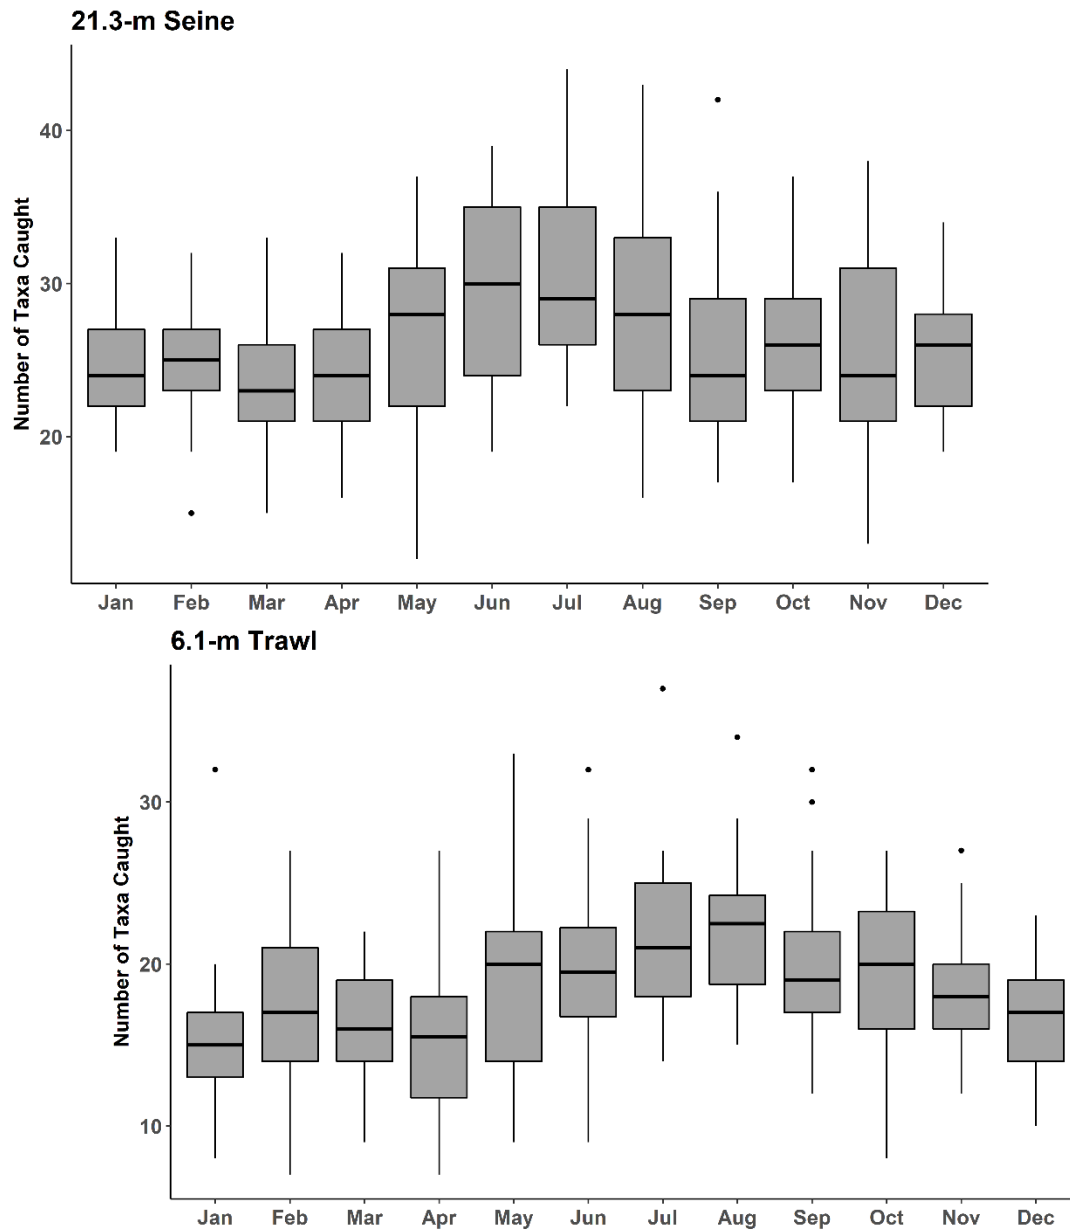 21.3-m Seine
Number of Taxa Caught
40
30
20
Jan Feb Mar Apr May Jun Jul Aug Sep Oct Nov Dec
6.1-m Trawl
Number of Taxa Caught
30
20
10
Jan Feb Mar Apr May Jun Jul Aug Sep Oct Nov Dec